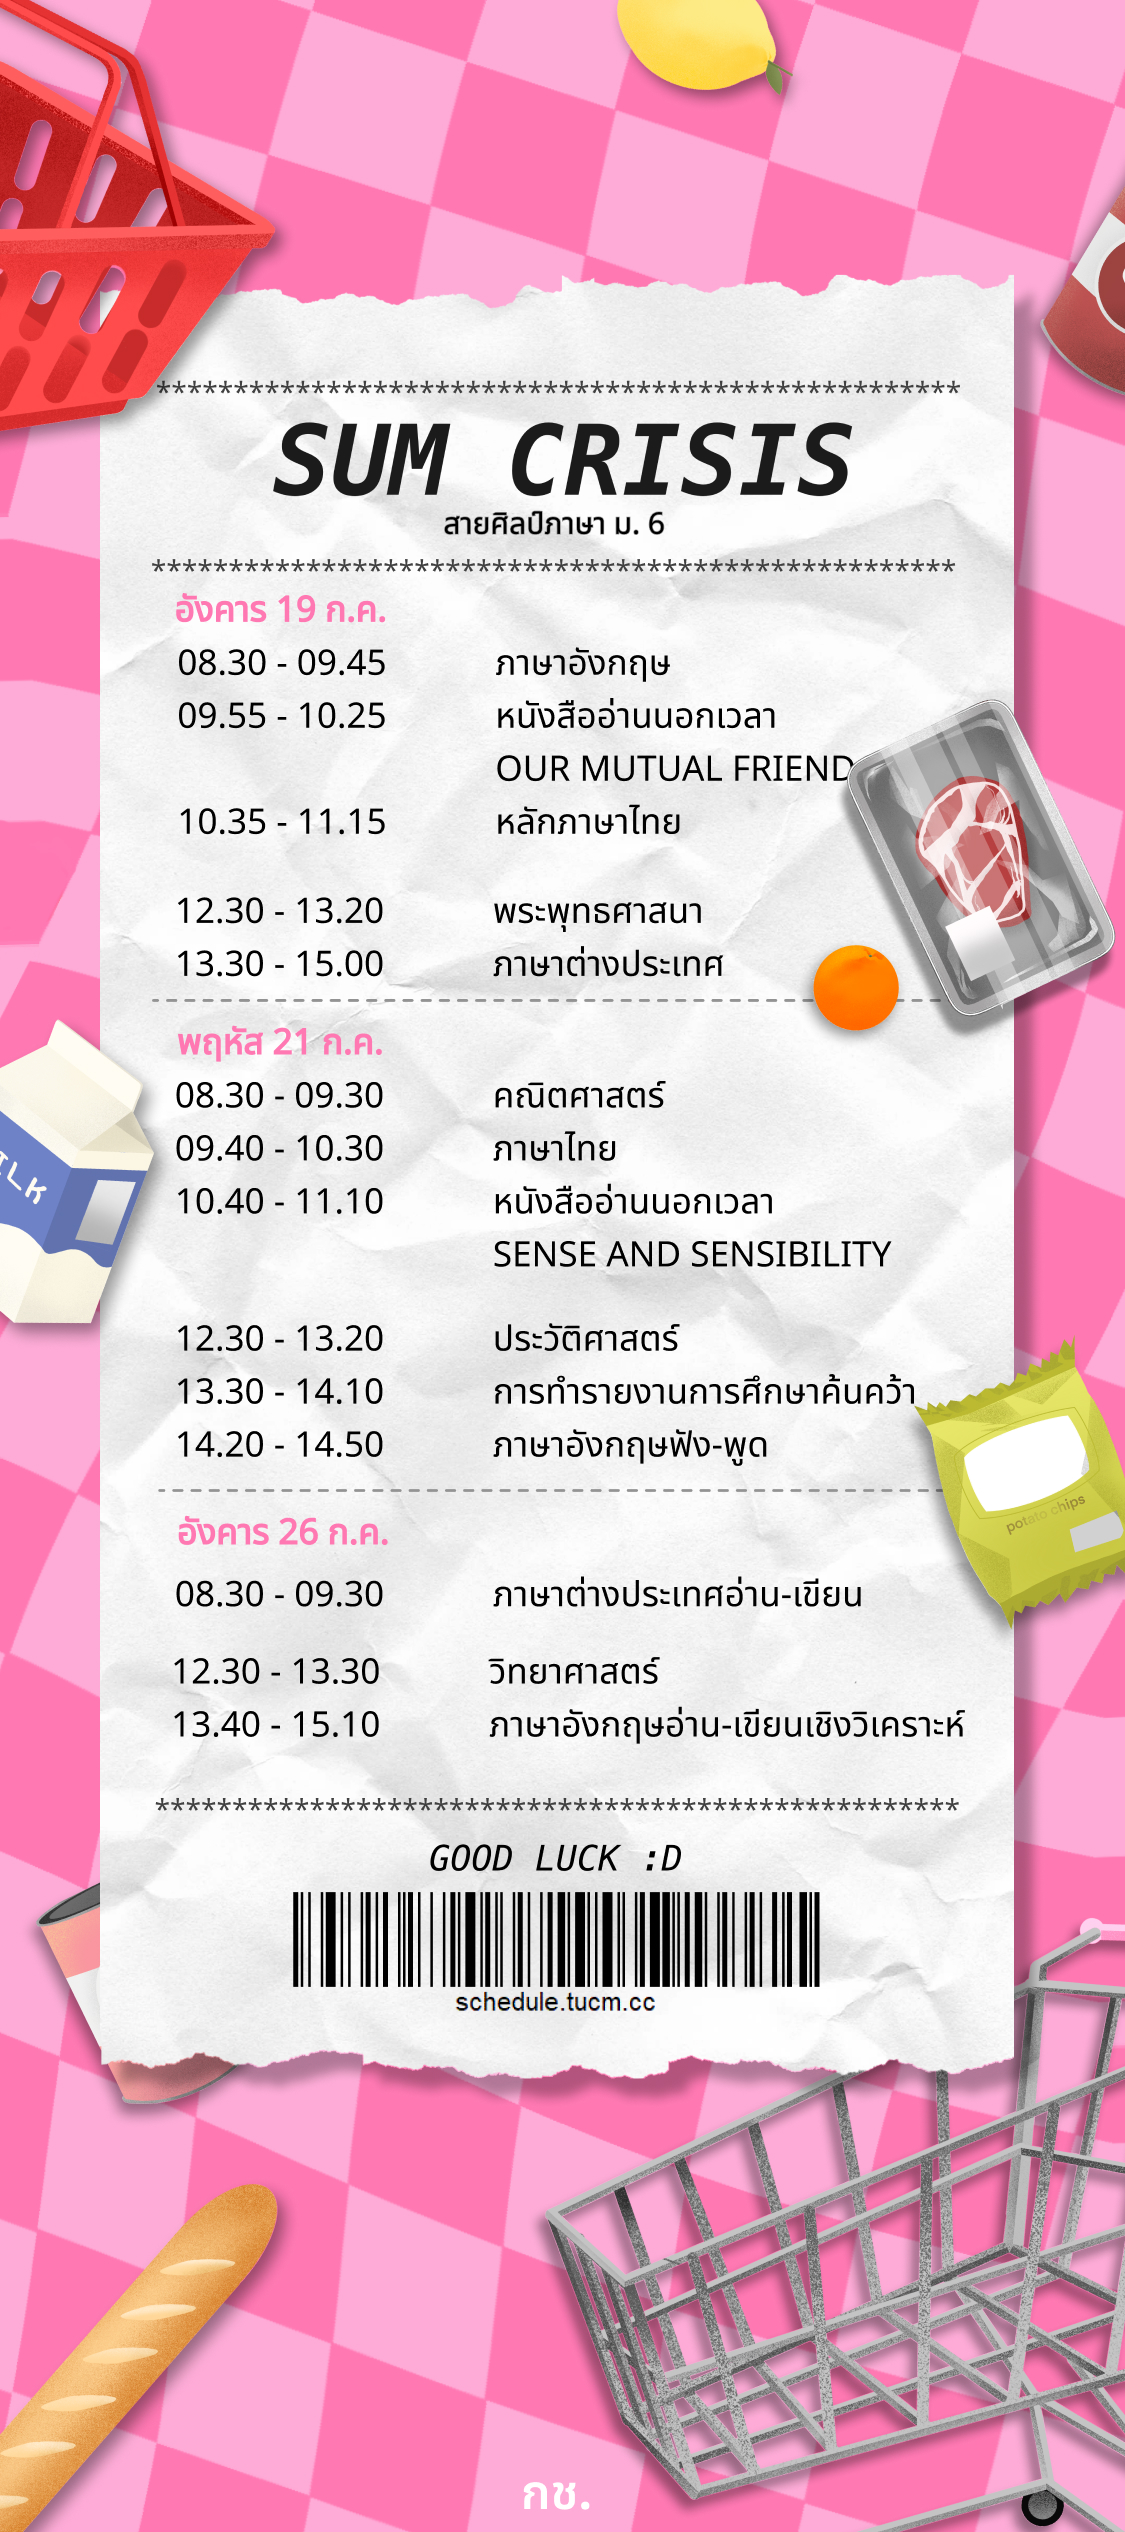 ****************************************************
SUM CRISIS
สายศิลป์ภาษา ม. 6
****************************************************
อังคาร 19 ก.ค.
08.30 - 09.45 ภาษาอังกฤษ
09.55 - 10.25 หนังสืออ่านนอกเวลา
OUR MUTUAL FRIEND
10.35 - 11.15 หลักภาษาไทย
12.30 - 13.20 พระพุทธศาสนา
13.30 - 15.00 ภาษาต่างประเทศ
พฤหัส 21 ก.ค.
08.30 - 09.30 คณิตศาสตร์
09.40 - 10.30 ภาษาไทย
10.40 - 11.10 หนังสืออ่านนอกเวลา
SENSE AND SENSIBILITY
12.30 - 13.20 ประวัติศาสตร์
13.30 - 14.10 การทำรายงานการศึกษาค้นคว้า
14.20 - 14.50 ภาษาอังกฤษฟัง-พูด
potato chips
อังคาร 26 ก.ค.
08.30 - 09.30 ภาษาต่างประเทศอ่าน-เขียน
12.30 - 13.30 วิทยาศาสตร์
13.40 - 15.10 ภาษาอังกฤษอ่าน-เขียนเชิงวิเคราะห์
****************************************************
GOOD LUCK :D
schedule.tucm.cc
กช.